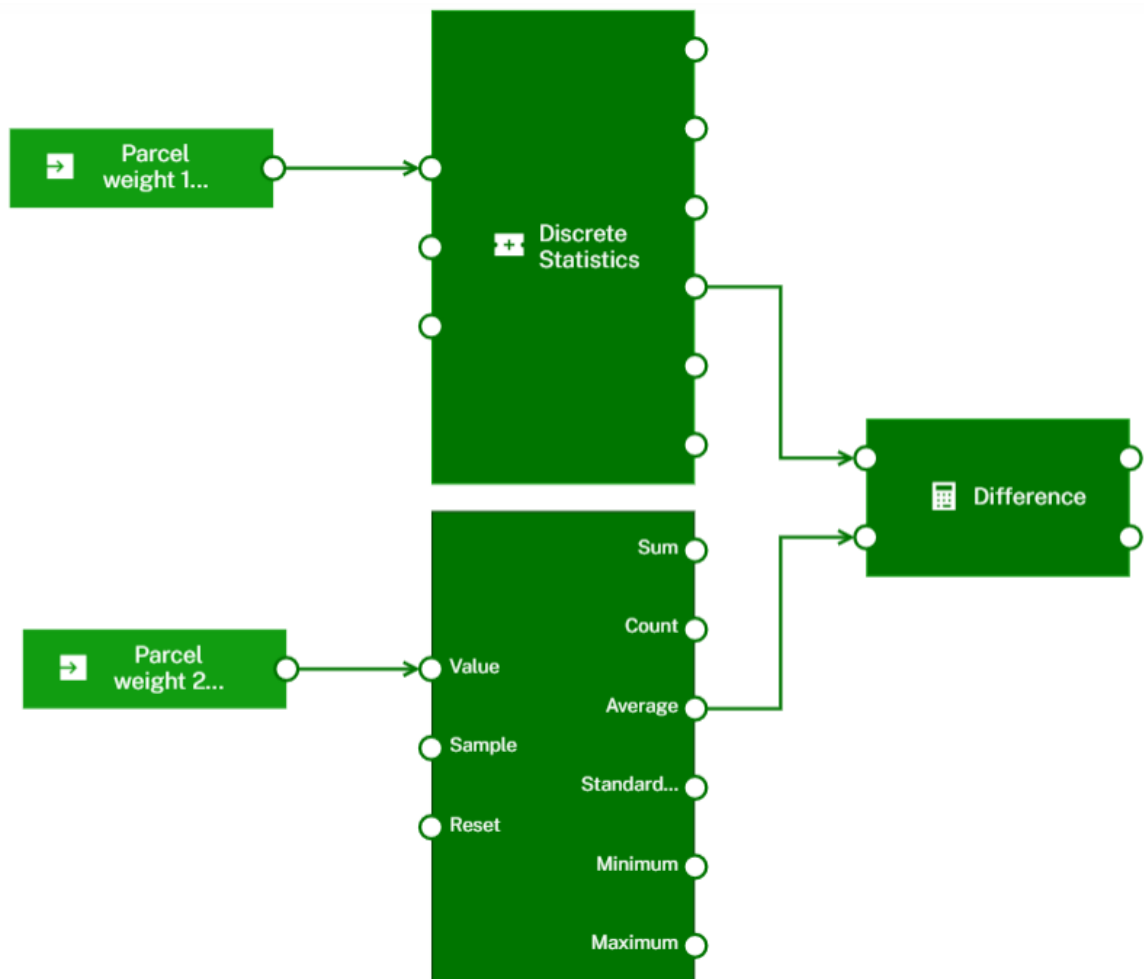 Parcel
weight 1...
Discrete
Statistics
Difference
Parcel
weight 2...
Value
Sample
Reset
Sum
Count
Average
Standard...
Minimum
Maximum